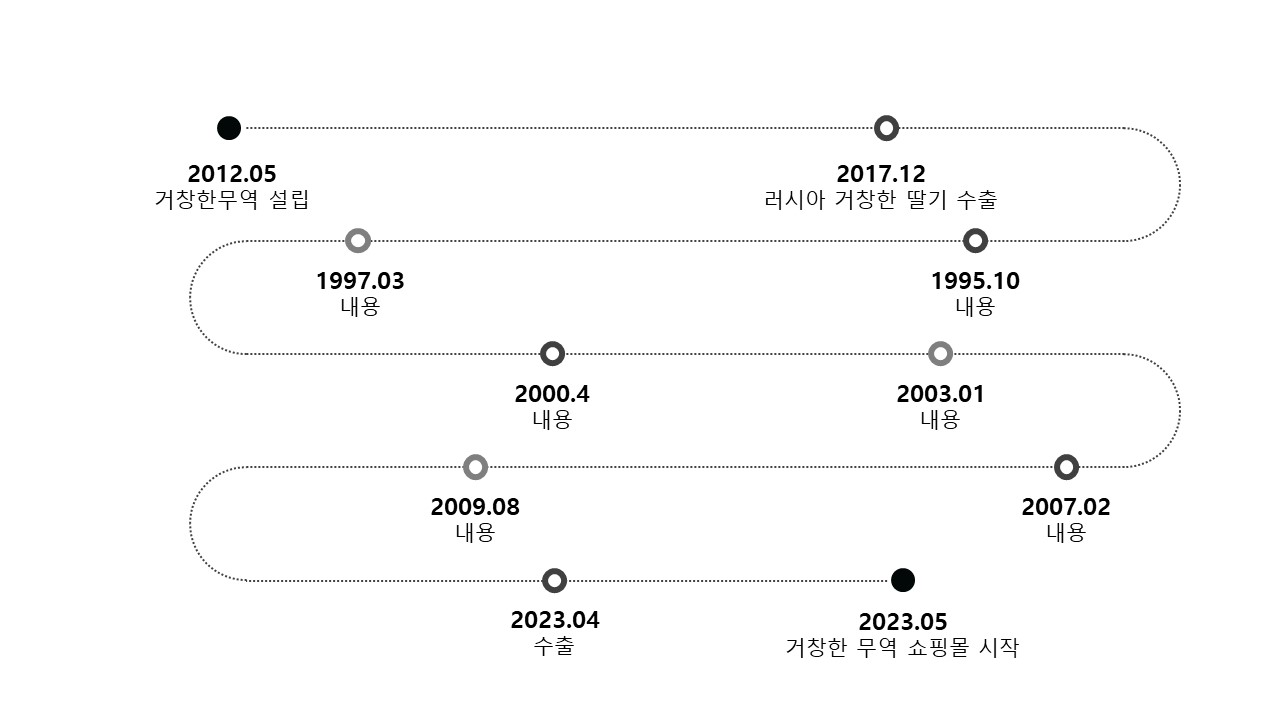 2012.05
거창한무역 설립
2017.12
러시아 거창한 딸기 수출
1997.03
내용
1995.10
내용
2000.4
내용
2003.01
내용
2009.08
내용
2007.02
내용
2023.04
수출
2023.05
거창한 무역 쇼핑몰 시작